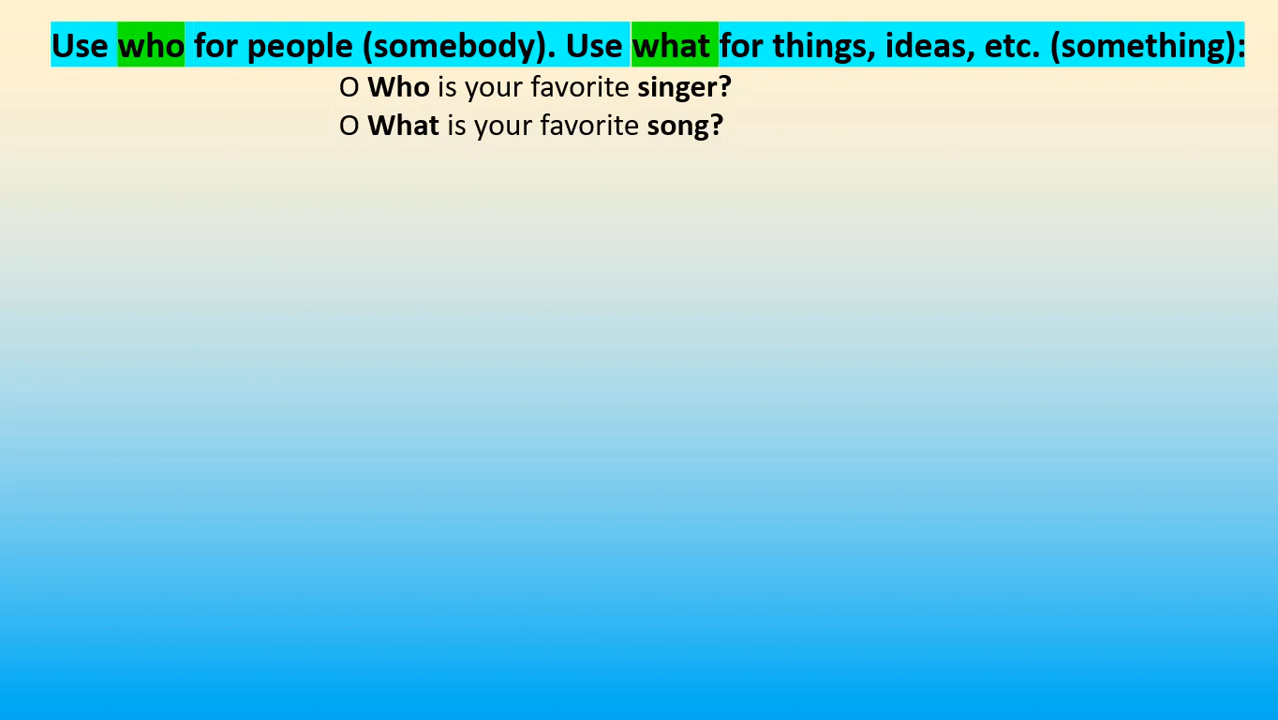 Use who for people (somebody). Use what for things, ideas, etc. (something):
O Who is your favorite singer?
O What is your favorite song?